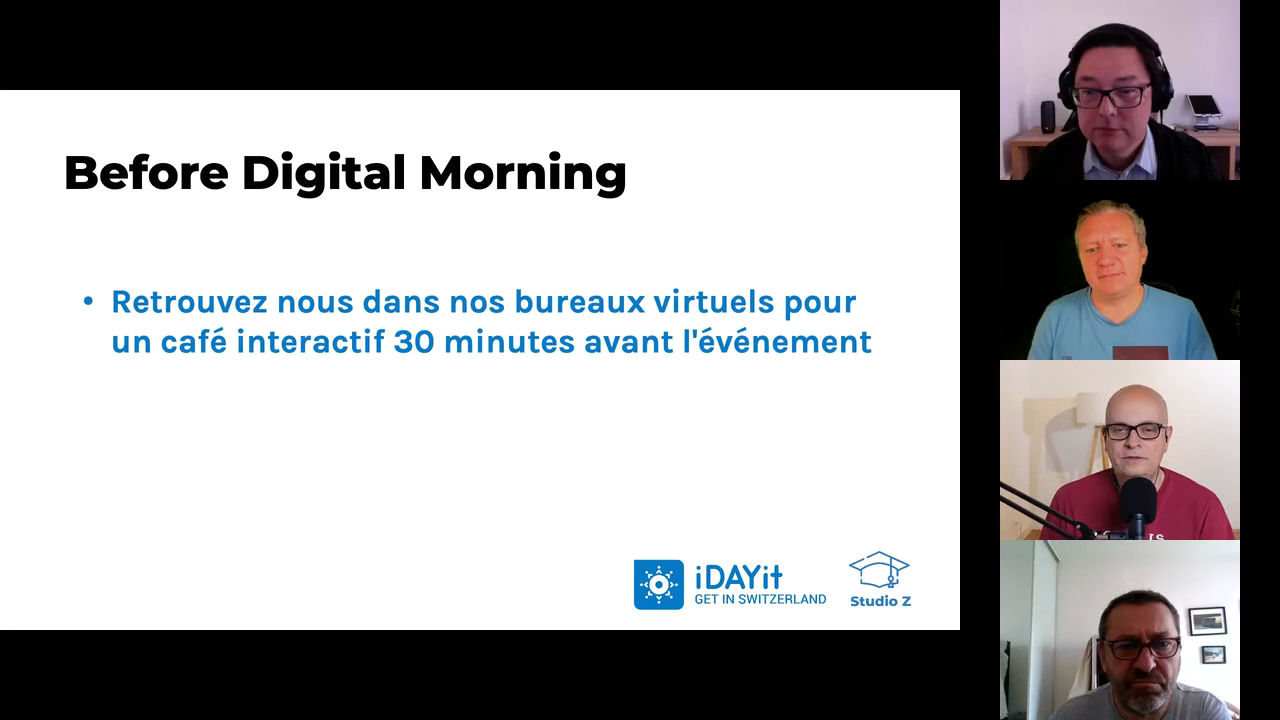 Before Digital Morning
• Retrouvez nous dans nos bureaux virtuels pour
un café interactif 30 minutes avant l'événement
iDAYit
GET IN SWITZERLAND
Studio Z